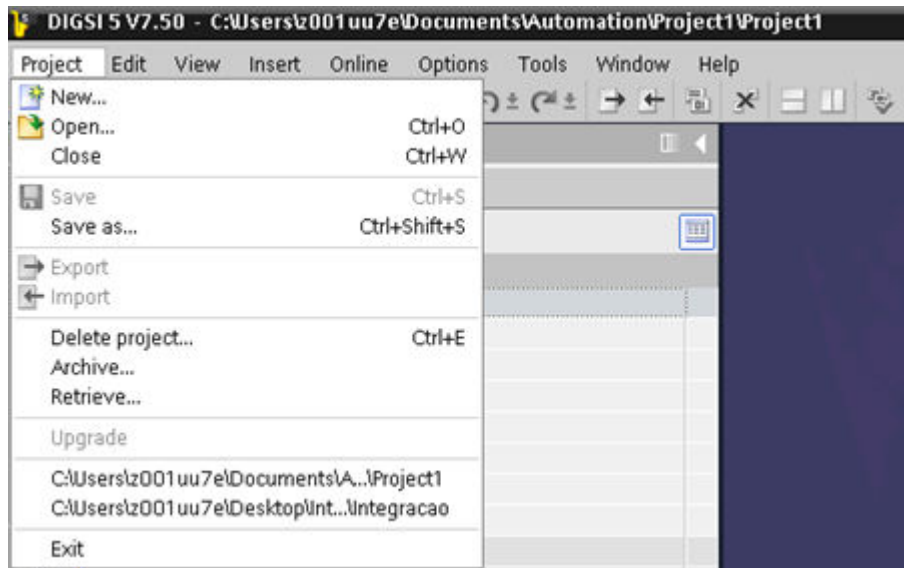 DIGSI 5 V7.50 - C:\Users\z001uu7e\Documents\Automation\Project1\Project1
Project Edit View Insert Online Options Tools Window Help
New...
Open... Ctrl+O
Close Ctrl+W
Save Ctrl+S
Save as... Ctrl+Shift+S
Export
Import
Delete project... Ctrl+E
Archive...
Retrieve...
Upgrade
C:\Users\z001uu7e\Documents\A...\Project1
C:\Users\z001uu7e\Desktop\Int...\Integracao
Exit